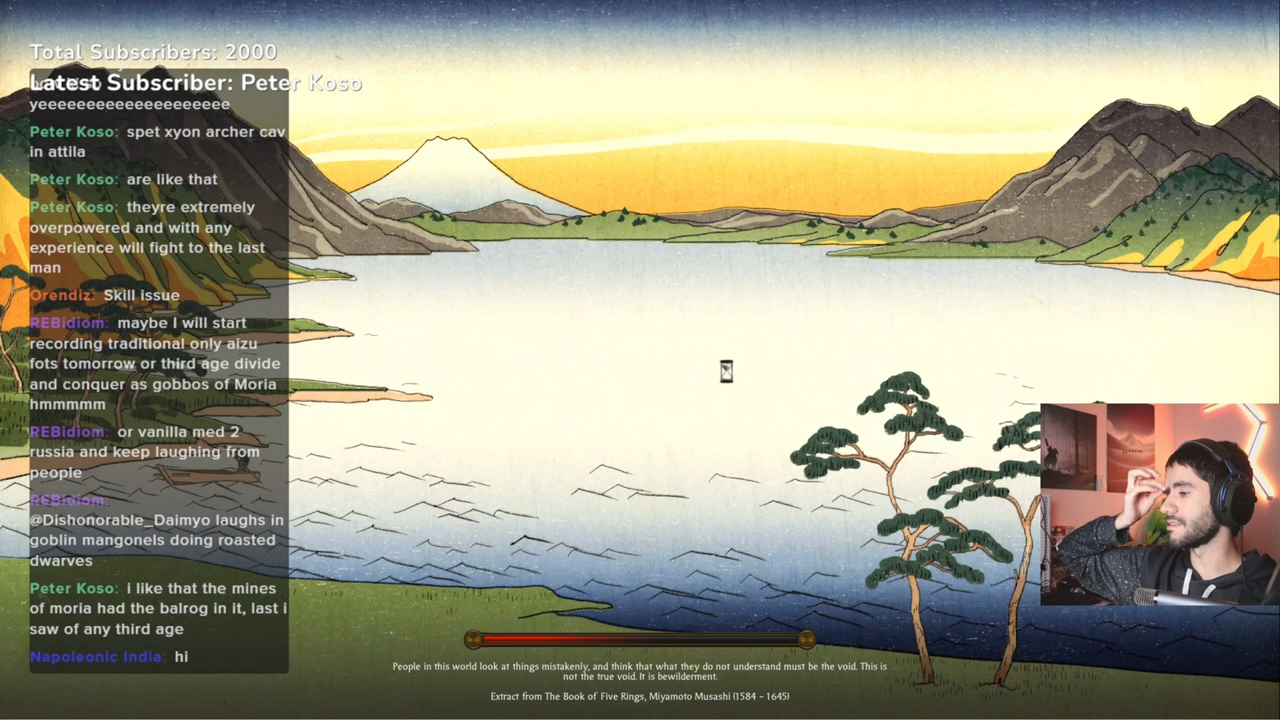 Total Subscribers: 2000
Latest Subscriber: Peter Koso
yeeeeeeeeeeeeeeeeeee
Peter Koso: spet xyon archer cav
in attila
Peter Koso: are like that
Peter Koso: theyre extremely
overpowered and with any
experience will fight to the last
man
Orendiz: Skill issue
REBidiom: maybe I will start
recording traditional only aizu
fots tomorrow or third age divide
and conquer as gobbos of Moria
hmmmmm
REBidiom: or vanilla med 2
russia and keep laughing from
people
REBidiom:
@Dishonorable_Daimyo laughs in
goblin mangonels doing roasted
dwarves
Peter Koso: i like that the mines
of moria had the balrog in it, last i
saw of any third age
Napoleonic India: hi
People in this world look at things mistakenly, and think that what they do not understand must be the void. This is
not the true void. It is bewilderment.
Extract from The Book of Five Rings, Miyamoto Musashi (1584 – 1645)